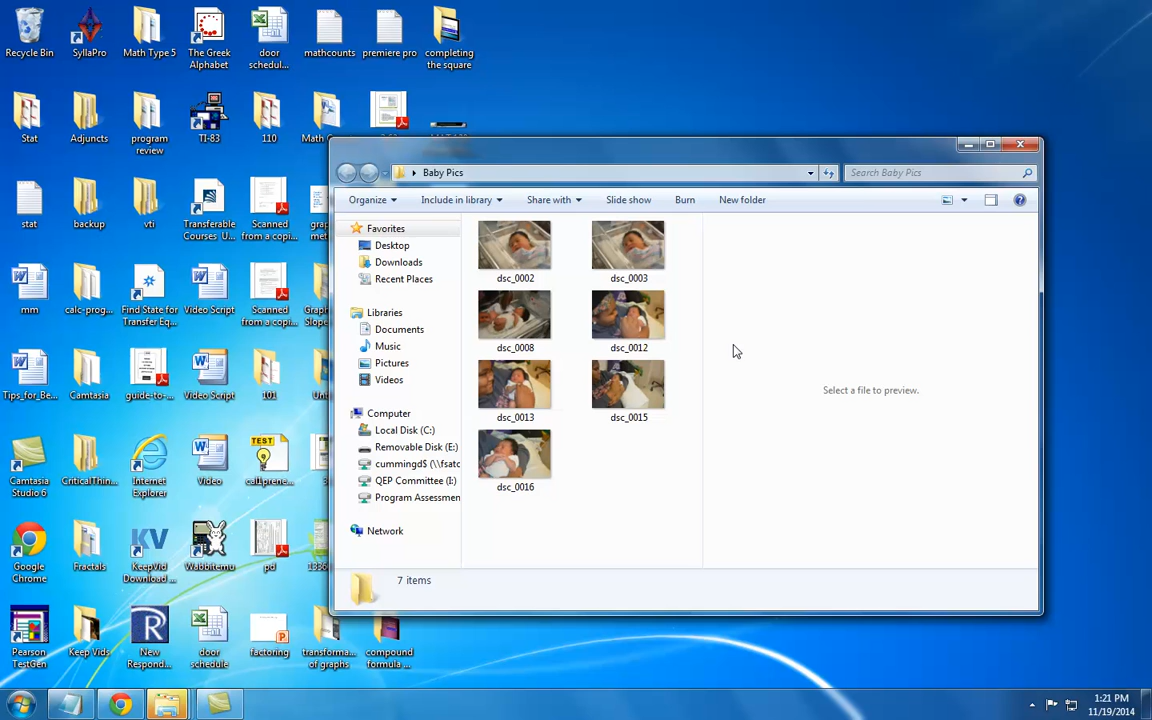 Recycle Bin
SyllaPro
Math Type 5
The Greek
Alphabet
door
schedul...
mathcounts
premiere pro
completing
the square
Stat
Adjuncts
program
review
TI-83
110
stat
backup
vti
Transferable
Courses_U...
Scanned
from a copi...
mm
calc-prog...
Find State for
Transfer Eq...
Video Script
Scanned
from a copi...
Tips_for_Be...
Camtasia
guide-to-...
Video Script
101
Camtasia
Studio 6
CriticalThin...
Internet
Explorer
Video
TEST
Google
Chrome
Fractals
KV
KeepVid
Download ...
Wabbitemu
pd
Pearson
TestGen
Keep Vids
New
Respond...
door
schedule
factoring
transforma...
of graphs
compound
formula ...
Baby Pics
Search Baby Pics
Organize
Include in library
Share with
Slide show
Burn
New folder
Favorites
Desktop
Downloads
Recent Places
Libraries
Documents
Music
Pictures
Videos
Computer
Local Disk (C:)
Removable Disk (E:)
cummingd$ (\\fsatc
QEP Committee (I:)
Program Assessmen
Network
dsc_0002
dsc_0003
dsc_0008
dsc_0012
dsc_0013
dsc_0015
dsc_0016
Select a file to preview.
7 items
1:21 PM
11/19/2014